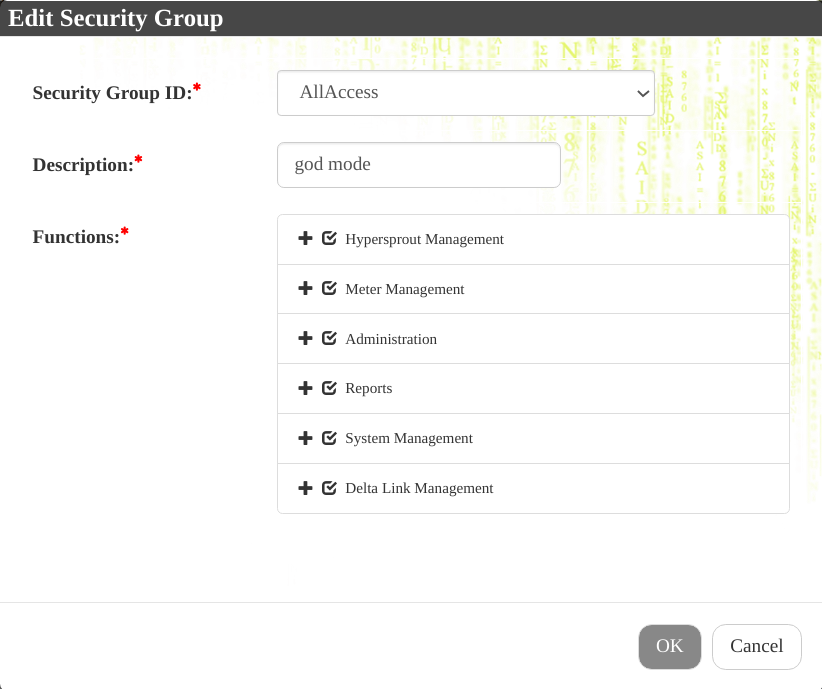 Edit Security Group
Security Group ID:*
AllAccess
Description:*
god mode
Functions:*
Hypersprout Management
Meter Management
Administration
Reports
System Management
Delta Link Management
OK
Cancel